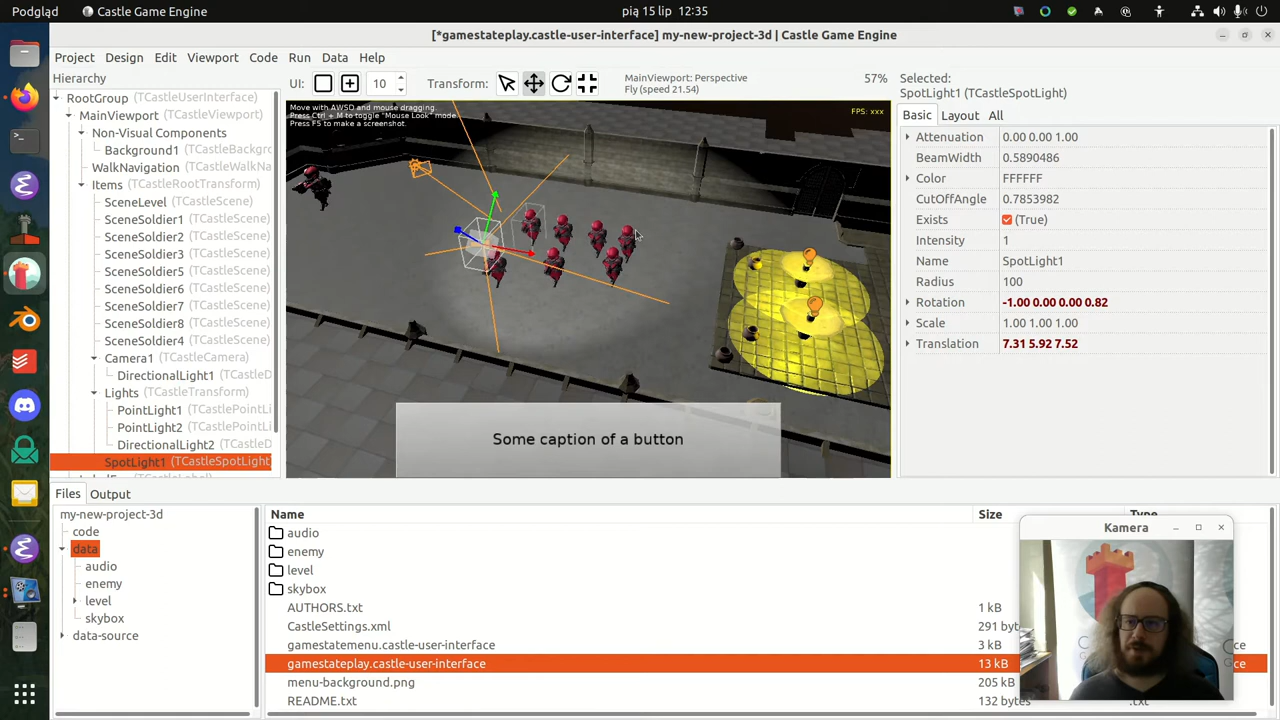 Podgląd Castle Game Engine pią 15 lip 12:35
[*gamestateplay.castle-user-interface] my-new-project-3d | Castle Game Engine
Project Design Edit Viewport Code Run Data Help
Hierarchy
UI: 10 Transform:
MainViewport: Perspective
Fly (speed 21.54)
57%
RootGroup (TCastleUserInterface)
MainViewport (TCastleViewport)
Non-Visual Components
Background1 (TCastleBackgro
WalkNavigation (TCastleWalkNa
Items (TCastleRootTransform)
SceneLevel (TCastleScene)
SceneSoldier1 (TCastleScene)
SceneSoldier2 (TCastleScene)
SceneSoldier3 (TCastleScene)
SceneSoldier5 (TCastleScene)
SceneSoldier6 (TCastleScene)
SceneSoldier7 (TCastleScene)
SceneSoldier8 (TCastleScene)
SceneSoldier4 (TCastleScene)
Camera1 (TCastleCamera)
DirectionalLight1 (TCastleD
Lights (TCastleTransform)
PointLight1 (TCastlePointLi
PointLight2 (TCastlePointLi
DirectionalLight2 (TCastleD
SpotLight1 (TCastleSpotLight
Move with AWSD and mouse dragging.
Press Ctrl + M to toggle "Mouse Look" mode.
Press F5 to make a screenshot.
FPS: xxx
Some caption of a button
Selected:
SpotLight1 (TCastleSpotLight)
Basic Layout All
Attenuation 0.00 0.00 1.00
BeamWidth 0.5890486
Color FFFFFF
CutOffAngle 0.7853982
Exists (True)
Intensity 1
Name SpotLight1
Radius 100
Rotation -1.00 0.00 0.00 0.82
Scale 1.00 1.00 1.00
Translation 7.31 5.92 7.52
Files Output
my-new-project-3d
code
data
audio
enemy
level
skybox
data-source
Name Size Type
audio
enemy
level
skybox
AUTHORS.txt 1 kB
CastleSettings.xml 291 bytes
gamestatemenu.castle-user-interface 3 kB
gamestateplay.castle-user-interface 13 kB
menu-background.png 205 kB
README.txt 132 bytes .txt
Kamera